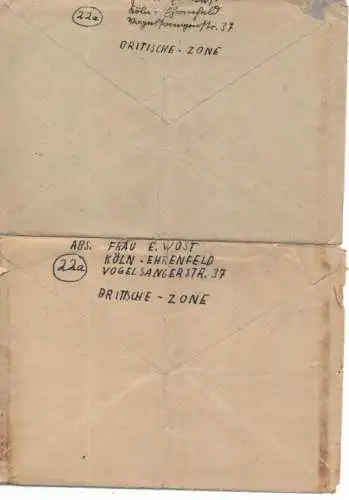 22a
Köln - Ehrenfeld
Vogelsangerstr. 37
BRITISCHE - ZONE
ABS. FRAU E. WÜST
22a KÖLN - EHRENFELD
VOGELSANGERSTR. 37
BRITISCHE - ZONE